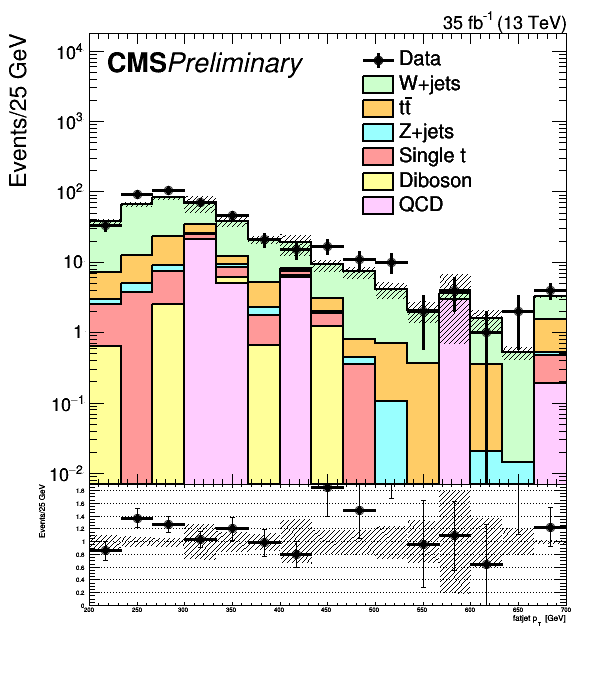 35 fb⁻¹ (13 TeV)
Events/25 GeV
10⁴
10³
10²
10
1
10⁻¹
10⁻²
CMSPreliminary
Data
W+jets
tt̄
Z+jets
Single t
Diboson
QCD
Events/25 GeV
1.8
1.6
1.4
1.2
1
0.8
0.6
0.4
0.2
0
200 250 300 350 400 450 500 550 600 650 700
fatjet p_T [GeV]